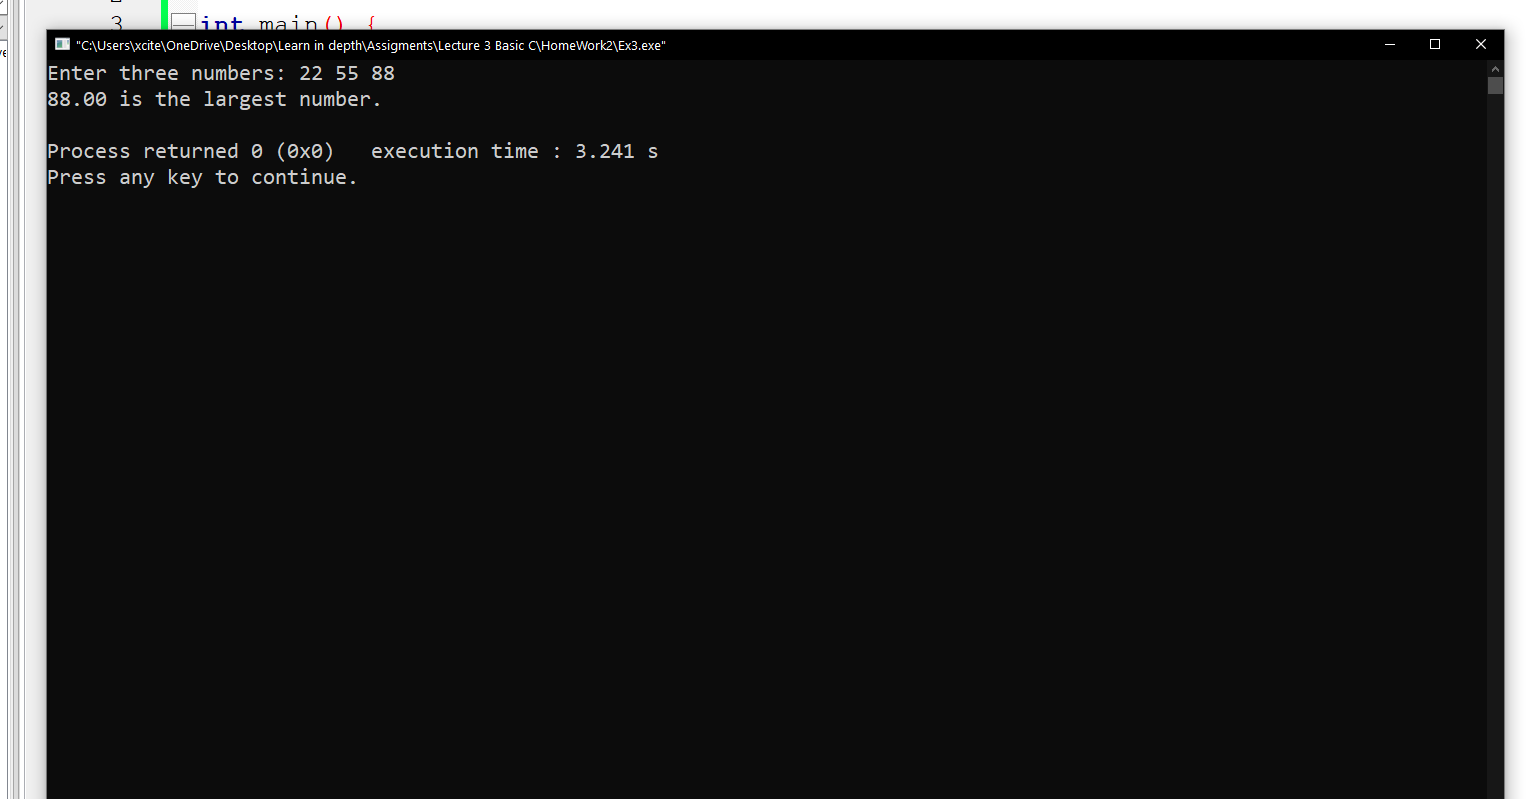 3
int main() {
"C:\Users\xcite\OneDrive\Desktop\Learn in depth\Assigments\Lecture 3 Basic C\HomeWork2\Ex3.exe"
Enter three numbers: 22 55 88
88.00 is the largest number.
Process returned 0 (0x0)   execution time : 3.241 s
Press any key to continue.